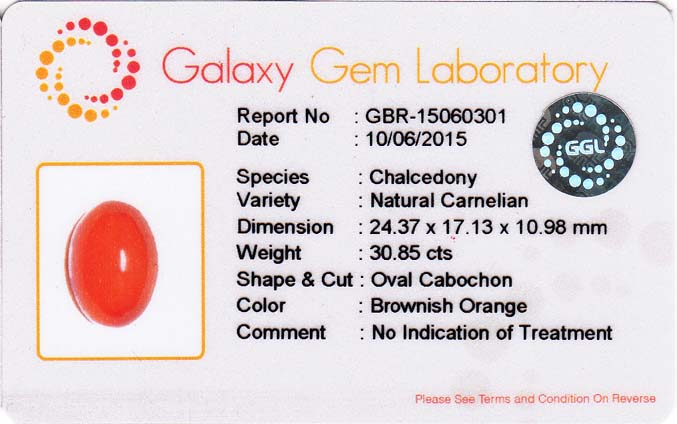 Galaxy Gem Laboratory
Report No : GBR-15060301
Date : 10/06/2015
GGL
Species : Chalcedony
Variety : Natural Carnelian
Dimension : 24.37 x 17.13 x 10.98 mm
Weight : 30.85 cts
Shape & Cut : Oval Cabochon
Color : Brownish Orange
Comment : No Indication of Treatment
Please See Terms and Condition On Reverse